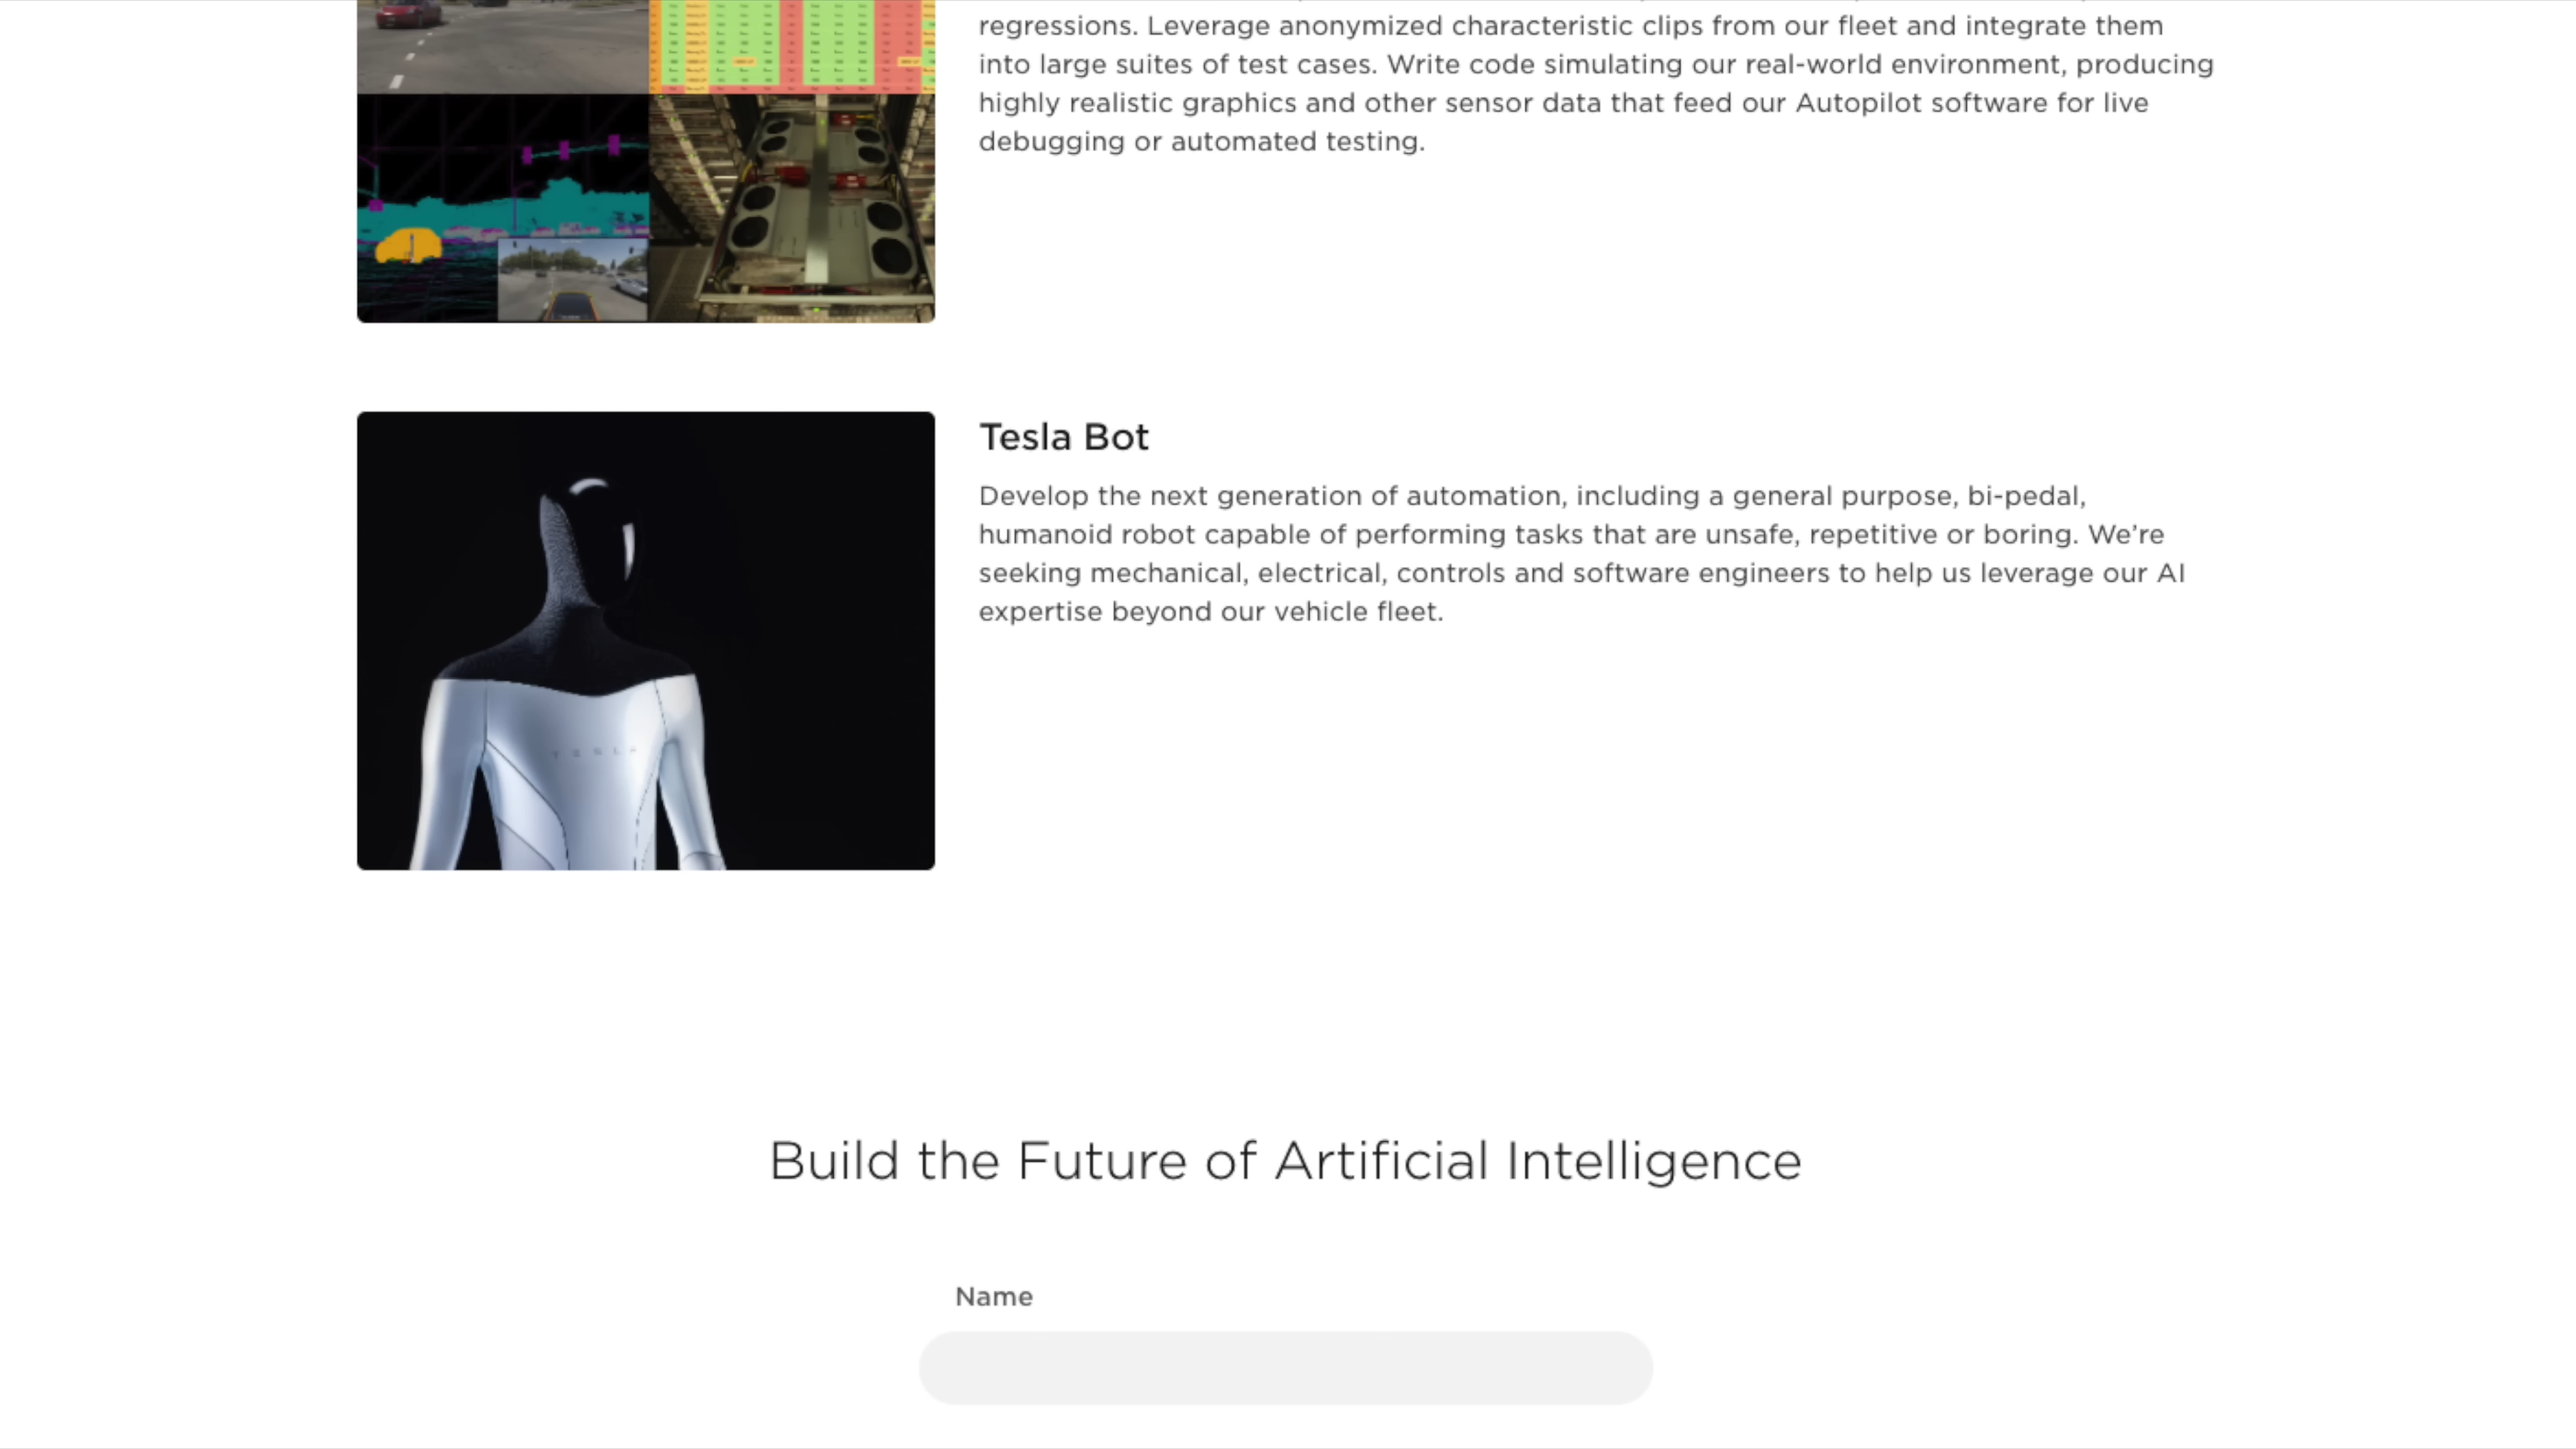 regressions. Leverage anonymized characteristic clips from our fleet and integrate them
into large suites of test cases. Write code simulating our real-world environment, producing
highly realistic graphics and other sensor data that feed our Autopilot software for live
debugging or automated testing.
Tesla Bot
Develop the next generation of automation, including a general purpose, bi-pedal,
humanoid robot capable of performing tasks that are unsafe, repetitive or boring. We’re
seeking mechanical, electrical, controls and software engineers to help us leverage our AI
expertise beyond our vehicle fleet.
TESLA
Build the Future of Artificial Intelligence
Name